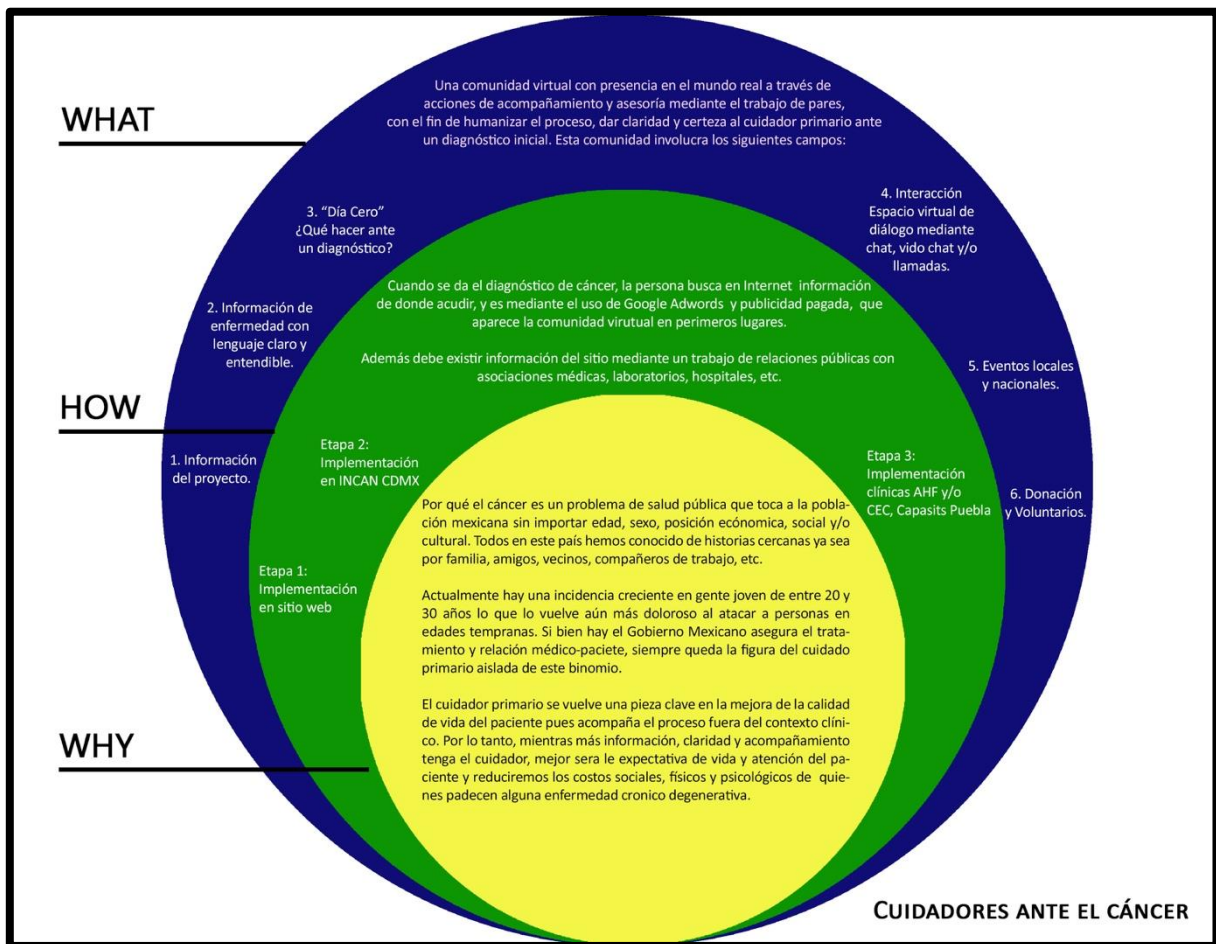 WHAT
Una comunidad virtual con presencia en el mundo real a través de
acciones de acompañamiento y asesoría mediante el trabajo de pares,
con el fin de humanizar el proceso, dar claridad y certeza al cuidador primario ante
un diagnóstico inicial. Esta comunidad involucra los siguientes campos:
3. “Día Cero”
¿Qué hacer ante
un diagnóstico?
4. Interacción
Espacio virtual de
diálogo mediante
chat, vido chat y/o
llamadas.
2. Información de
enfermedad con
lenguaje claro y
entendible.
5. Eventos locales
y nacionales.
1. Información
del proyecto.
6. Donación
y Voluntarios.
HOW
Cuando se da el diagnóstico de cáncer, la persona busca en Internet información
de donde acudir, y es mediante el uso de Google Adwords y publicidad pagada, que
aparece la comunidad virutual en perimeros lugares.
Además debe existir información del sitio mediante un trabajo de relaciones públicas con
asociaciones médicas, laboratorios, hospitales, etc.
Etapa 2:
Implementación
en INCAN CDMX
Etapa 3:
Implementación
clínicas AHF y/o
CEC, Capasits Puebla
Etapa 1:
Implementación
en sitio web
WHY
Por qué el cáncer es un problema de salud pública que toca a la pobla-
ción mexicana sin importar edad, sexo, posición ecónomica, social y/o
cultural. Todos en este país hemos conocido de historias cercanas ya sea
por familia, amigos, vecinos, compañeros de trabajo, etc.
Actualmente hay una incidencia creciente en gente joven de entre 20 y
30 años lo que lo vuelve aún más doloroso al atacar a personas en
edades tempranas. Si bien hay el Gobierno Mexicano asegura el trata-
miento y relación médico-paciete, siempre queda la figura del cuidado
primario aislada de este binomio.
El cuidador primario se vuelve una pieza clave en la mejora de la calidad
de vida del paciente pues acompaña el proceso fuera del contexto clíni-
co. Por lo tanto, mientras más información, claridad y acompañamiento
tenga el cuidador, mejor sera le expectativa de vida y atención del pa-
ciente y reduciremos los costos sociales, físicos y psicológicos de quie-
nes padecen alguna enfermedad cronico degenerativa.
CUIDADORES ANTE EL CÁNCER